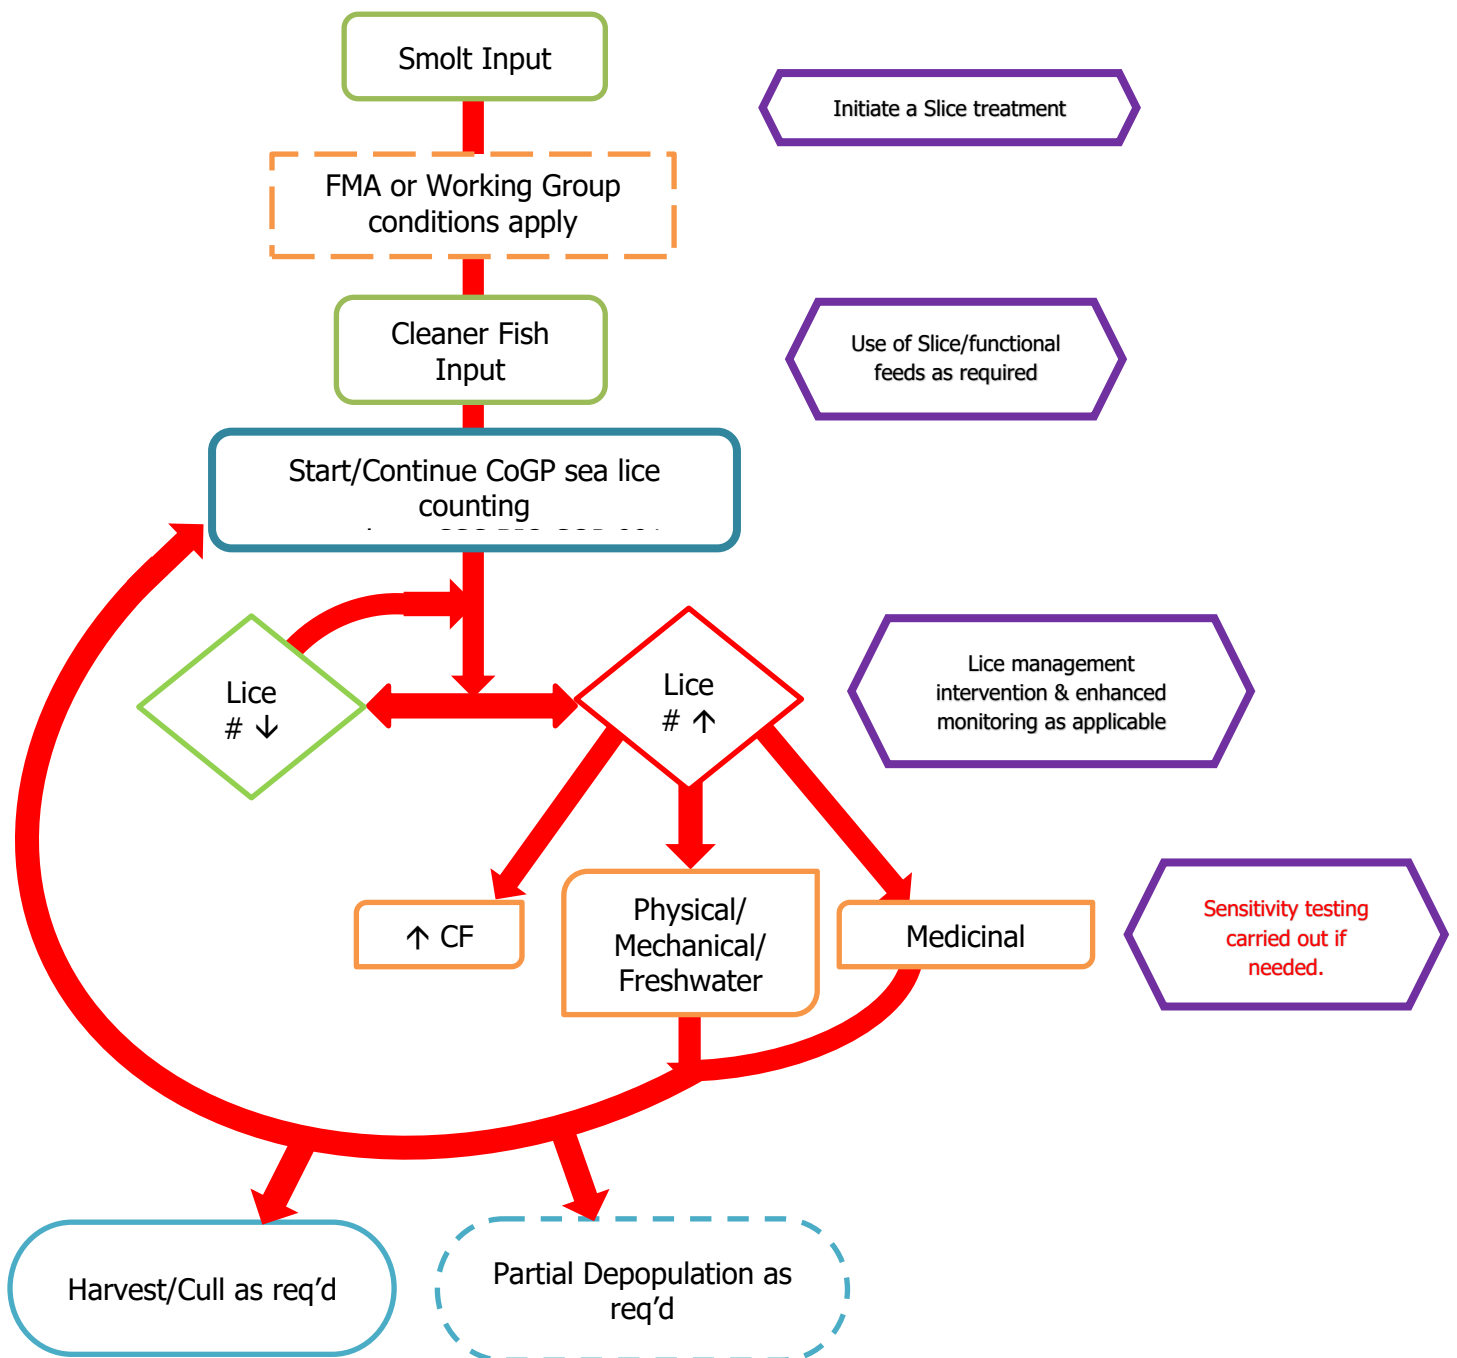 Smolt Input
Initiate a Slice treatment
FMA or Working Group
conditions apply
Cleaner Fish
Input
Use of Slice/functional
feeds as required
Start/Continue CoGP sea lice
counting
Lice
# ↓
Lice
# ↑
Lice management
intervention & enhanced
monitoring as applicable
↑ CF
Physical/
Mechanical/
Freshwater
Medicinal
Sensitivity testing
carried out if
needed.
Harvest/Cull as req’d
Partial Depopulation as
req’d